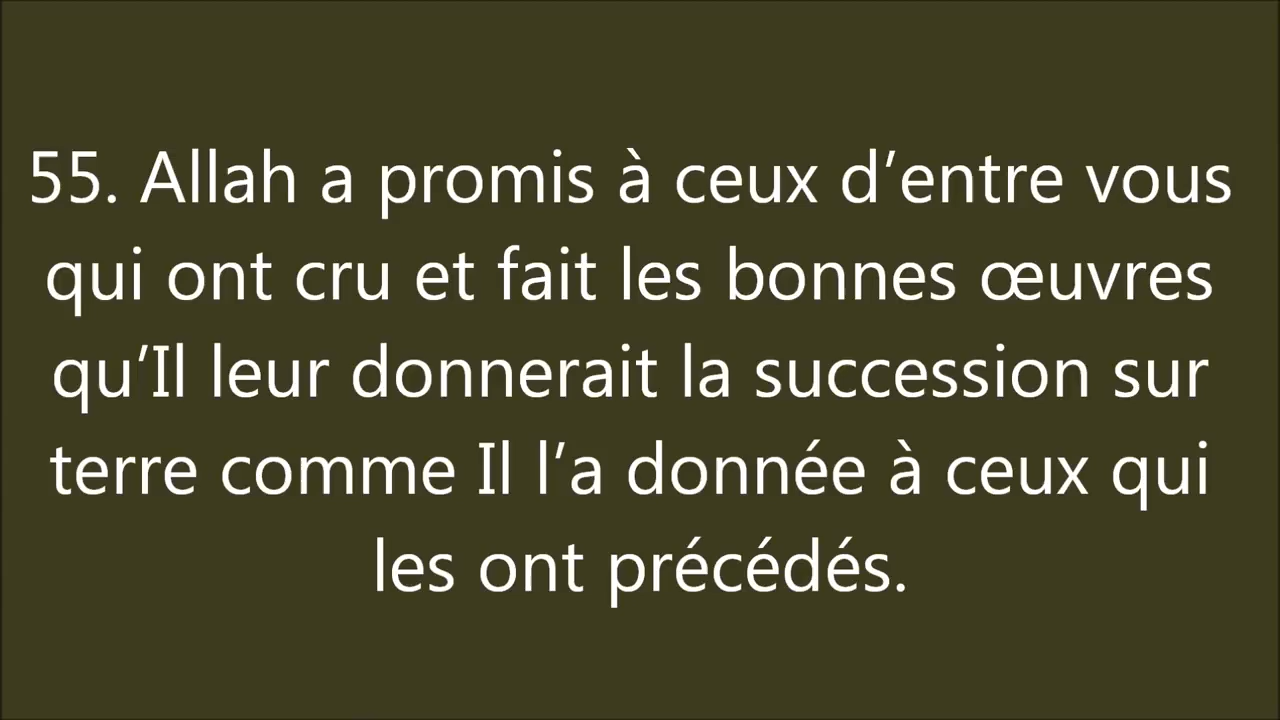 55. Allah a promis à ceux d’entre vous
qui ont cru et fait les bonnes œuvres
qu’Il leur donnerait la succession sur
terre comme Il l’a donnée à ceux qui
les ont précédés.